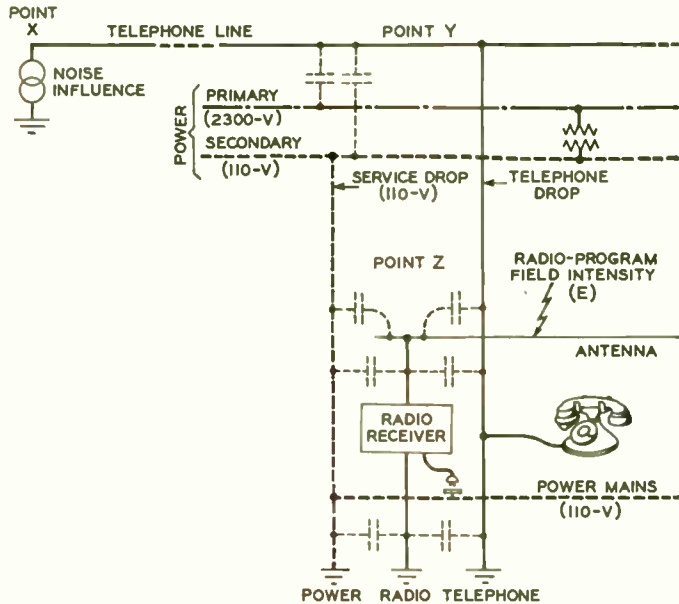 POINT
X
TELEPHONE LINE
POINT Y
NOISE
INFLUENCE
POWER
PRIMARY
(2300-V)
SECONDARY
(110-V)
SERVICE DROP
(110-V)
TELEPHONE
DROP
POINT Z
RADIO-PROGRAM
FIELD INTENSITY
(E)
ANTENNA
RADIO
RECEIVER
POWER MAINS
(110-V)
POWER RADIO TELEPHONE